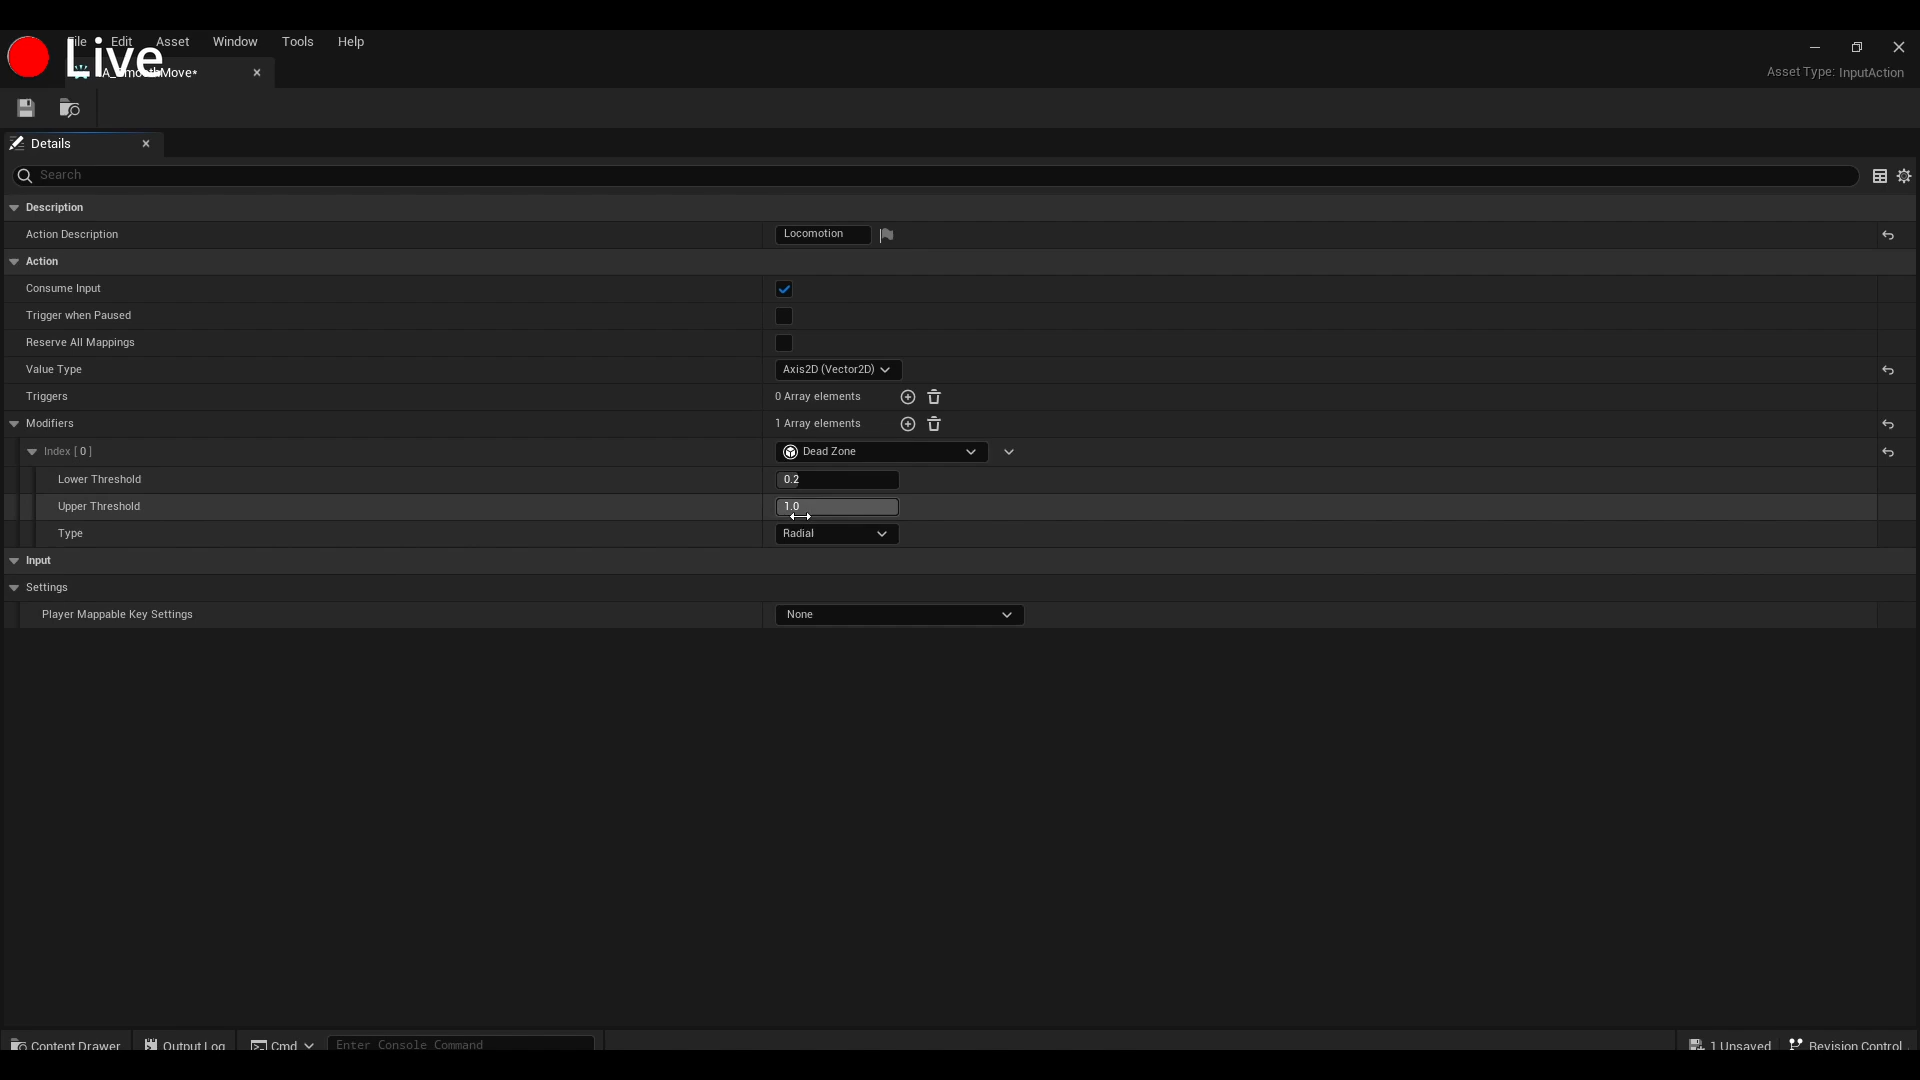 Live
File Edit Asset Window Tools Help
A_SmoothMove*
Asset Type: InputAction
Details
Search
Description
Action Description Locomotion
Action
Consume Input
Trigger when Paused
Reserve All Mappings
Value Type Axis2D (Vector2D)
Triggers 0 Array elements
Modifiers 1 Array elements
Index [ 0 ] Dead Zone
Lower Threshold 0.2
Upper Threshold 1.0
Type Radial
Input
Settings
Player Mappable Key Settings None
Content Drawer Output Log Cmd Enter Console Command 1 Unsaved Revision Control